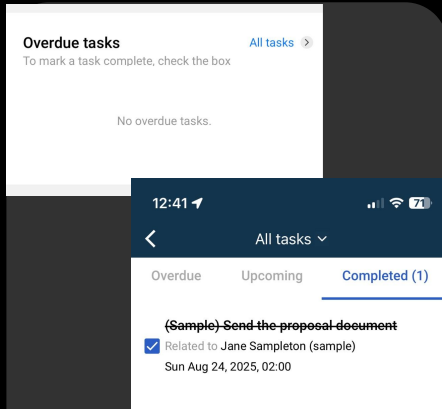 Overdue tasks
All tasks
To mark a task complete, check the box
No overdue tasks.
12:41
71
All tasks
Overdue Upcoming Completed (1)
(Sample) Send the proposal document
Related to Jane Sampleton (sample)
Sun Aug 24, 2025, 02:00